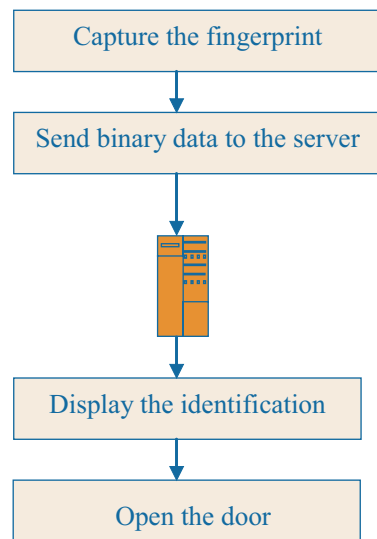 Capture the fingerprint
Send binary data to the server
Display the identification
Open the door